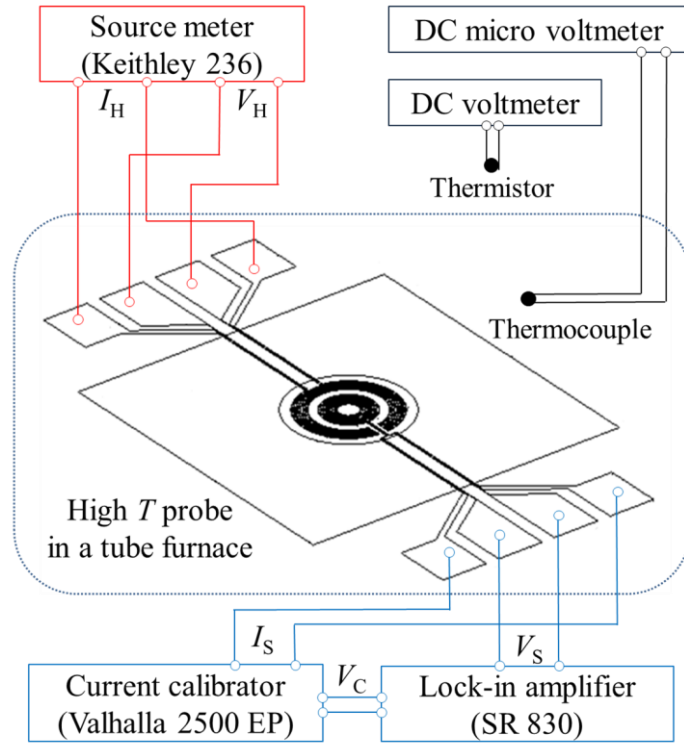 Source meter
(Keithley 236)
DC micro voltmeter
I_H
V_H
DC voltmeter
Thermistor
Thermocouple
High T probe
in a tube furnace
I_S
V_S
Current calibrator
(Valhalla 2500 EP)
V_C
Lock-in amplifier
(SR 830)